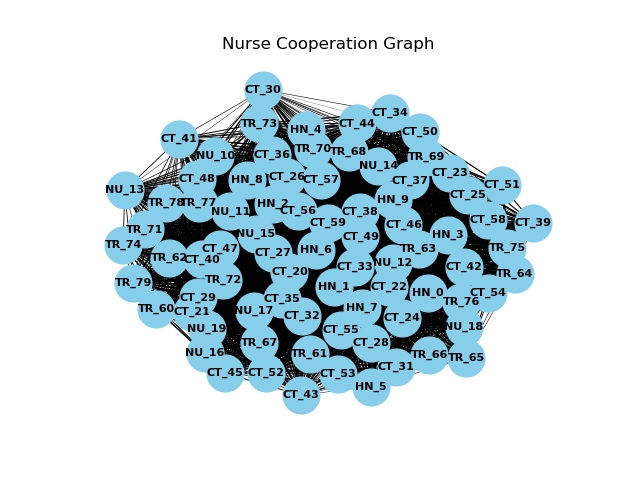 Nurse Cooperation Graph
CT_30
CT_34
TR_73
CT_44
HN_4
CT_50
CT_41
TR_70
TR_68
NU_10
CT_36
TR_69
NU_14
CT_23
CT_48
HN_8
CT_26
CT_57
CT_37
CT_51
NU_13
CT_25
TR_78
TR_77
HN_2
HN_9
NU_11
CT_56
CT_38
CT_58
CT_39
CT_59
CT_46
TR_71
NU_15
CT_49
HN_3
TR_74
CT_47
TR_63
TR_75
TR_62
CT_40
CT_27
HN_6
NU_12
CT_33
CT_42
CT_20
TR_64
TR_79
TR_72
HN_1
CT_22
HN_0
CT_54
CT_29
CT_35
TR_76
TR_60
CT_21
NU_17
CT_32
HN_7
CT_24
NU_19
CT_55
NU_18
NU_16
TR_67
TR_61
CT_28
TR_66
TR_65
CT_45
CT_52
CT_53
CT_31
HN_5
CT_43